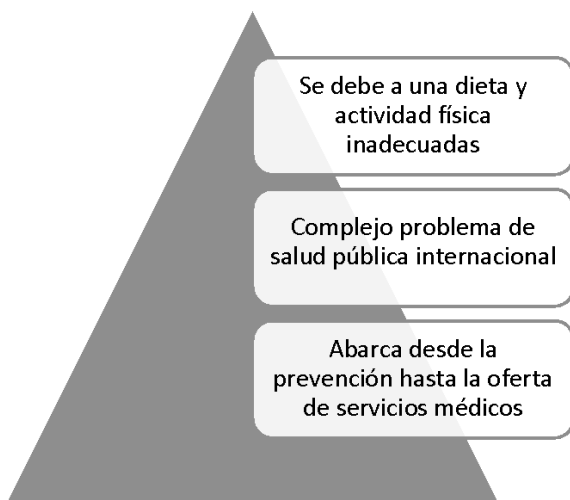 Se debe a una dieta y
actividad física
inadecuadas
Complejo problema de
salud pública internacional
Abarca desde la
prevención hasta la oferta
de servicios médicos